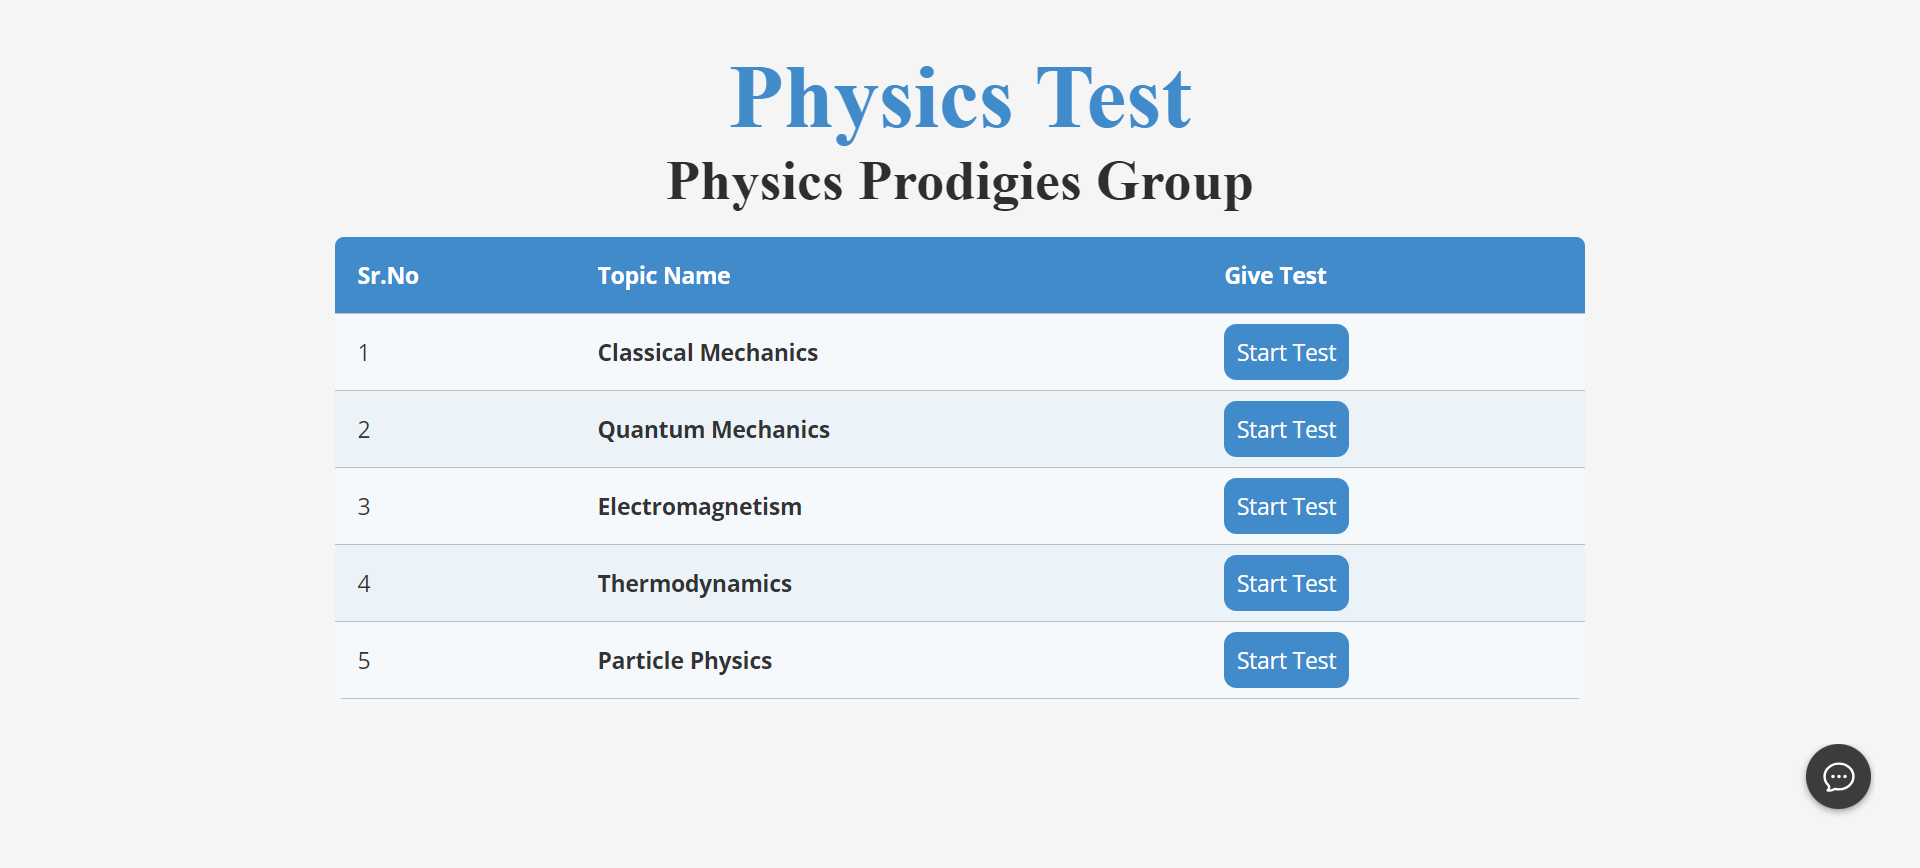 Physics Test
Physics Prodigies Group
Sr.No Topic Name Give Test
1 Classical Mechanics Start Test
2 Quantum Mechanics Start Test
3 Electromagnetism Start Test
4 Thermodynamics Start Test
5 Particle Physics Start Test